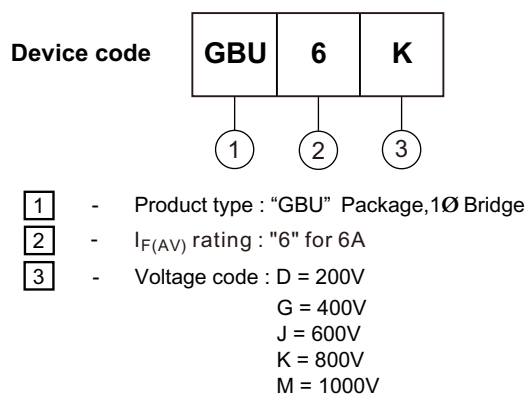 Device code GBU 6 K
1 2 3
1 - Product type : “GBU” Package,1Ø Bridge
2 - IF(AV) rating : "6" for 6A
3 - Voltage code : D = 200V
G = 400V
J = 600V
K = 800V
M = 1000V